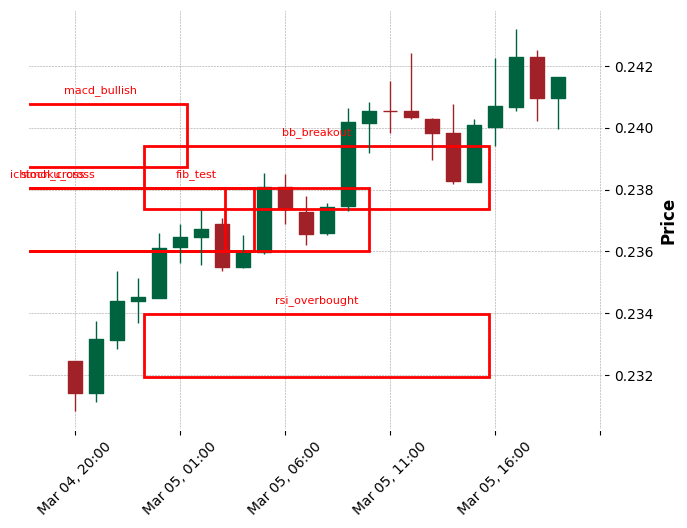 macd_bullish
bb_breakout
stoch_cross
fib_test
rsi_overbought
0.242
0.240
0.238
0.236
0.234
0.232
Price
Mar 04, 20:00
Mar 05, 01:00
Mar 05, 06:00
Mar 05, 11:00
Mar 05, 16:00